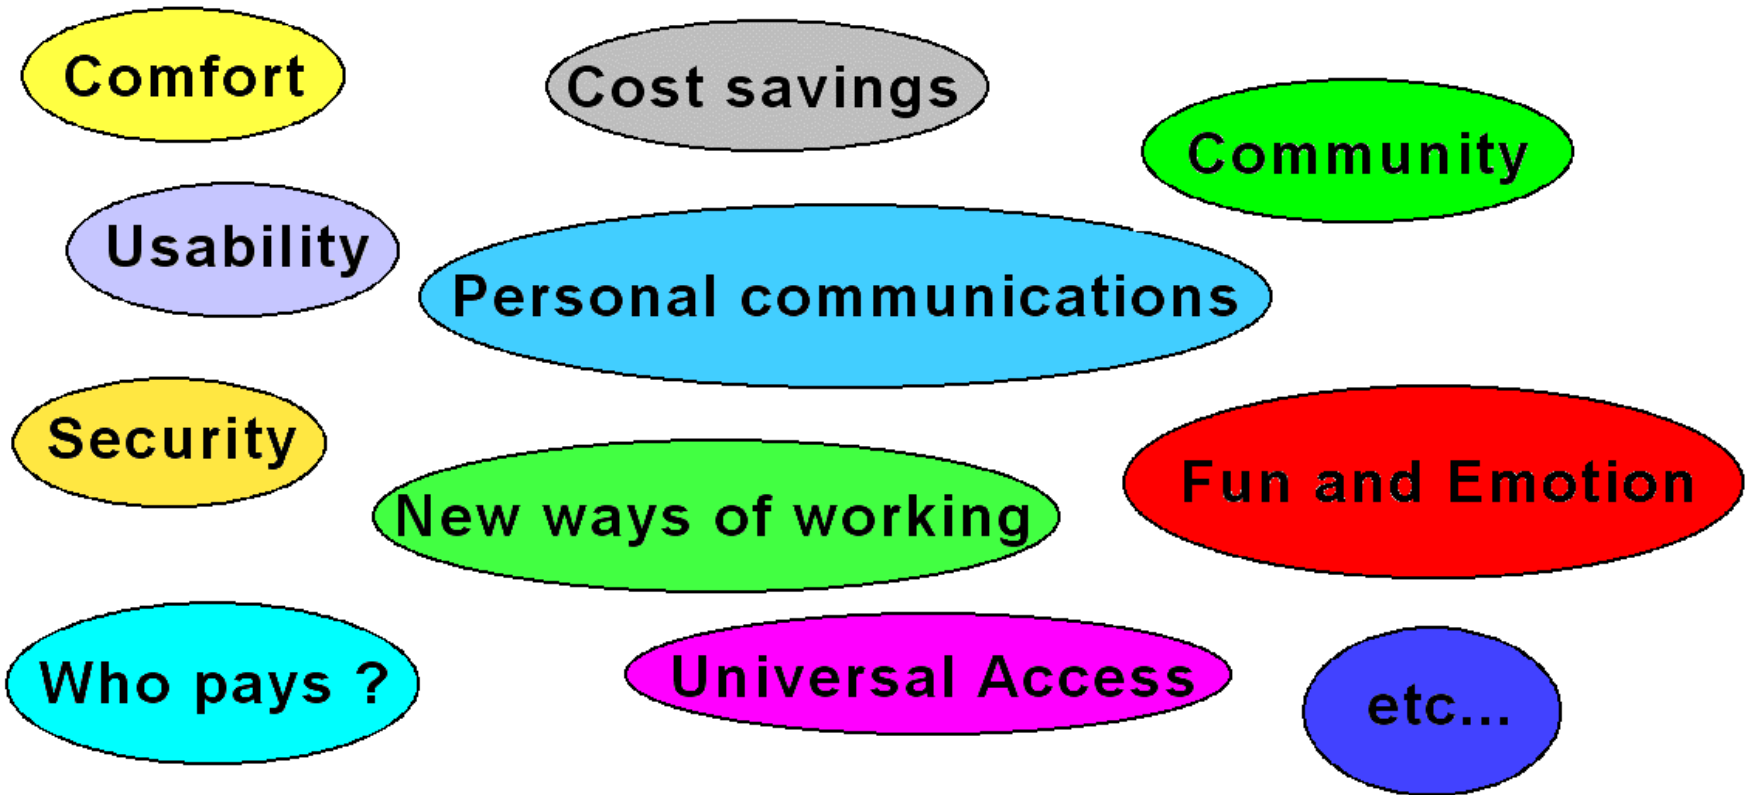 Comfort
Cost savings
Community
Usability
Personal communications
Security
New ways of working
Fun and Emotion
Who pays ?
Universal Access
etc...